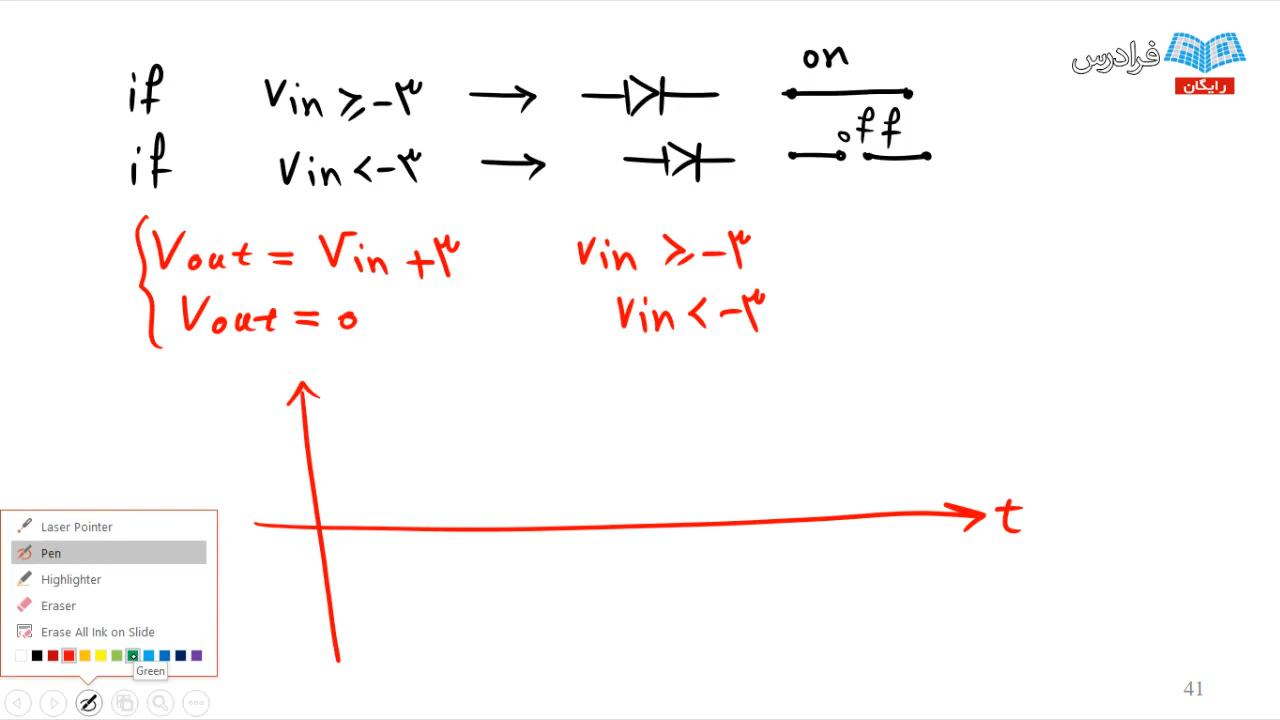 فرادرس
رایگان
if Vin ≥ -۳ → on
if Vin < -۳ → off
Vout = Vin + ۳ Vin ≥ -۳
Vout = 0 Vin < -۳
t
Laser Pointer
Pen
Highlighter
Eraser
Erase All Ink on Slide
Green
41